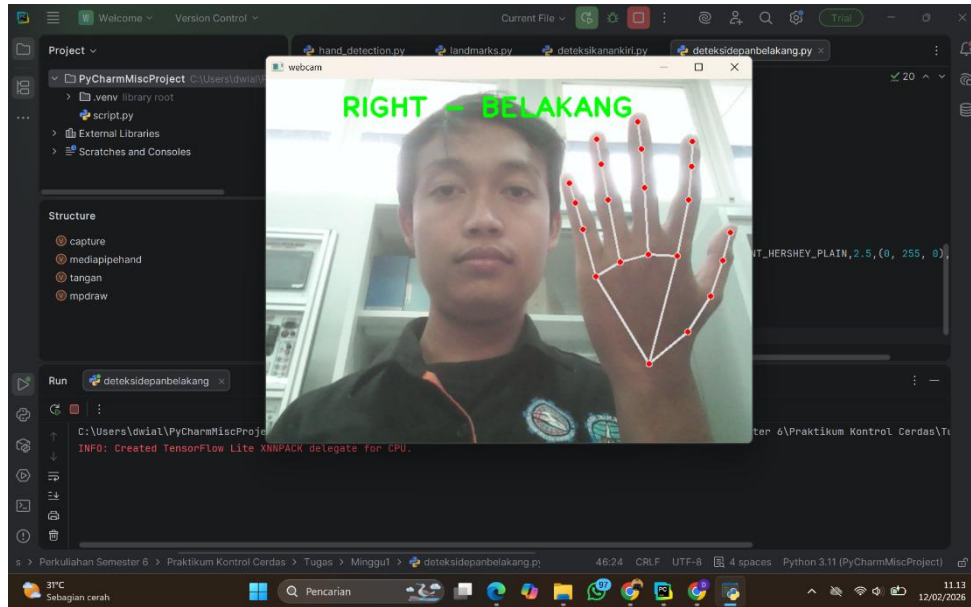 W Welcome Version Control Current File Trial
Project hand_detection.py landmarks.py deteksikanankiri.py deteksidepanbelakang.py
webcam
PyCharmMiscProject C:\Users\dwial\
20
.venv library root
script.py
External Libraries
Scratches and Consoles
RIGHT - BELAKANG
Structure
capture
mediapipehand
tangan
mpdraw
NT_HERSHEY_PLAIN,2.5,(0, 255, 0),
Run deteksidepanbelakang
C:\Users\dwial\PyCharmMiscProje
ter 6\Praktikum Kontrol Cerdas\Tu
INFO: Created TensorFlow Lite XNNPACK delegate for CPU.
s > Perkuliahan Semester 6 > Praktikum Kontrol Cerdas > Tugas > Minggu1 > deteksidepanbelakang.py 46:24 CRLF UTF-8 4 spaces Python 3.11 (PyCharmMiscProject)
31°C
Sebagian cerah
Pencarian
97
11.13
12/02/2026